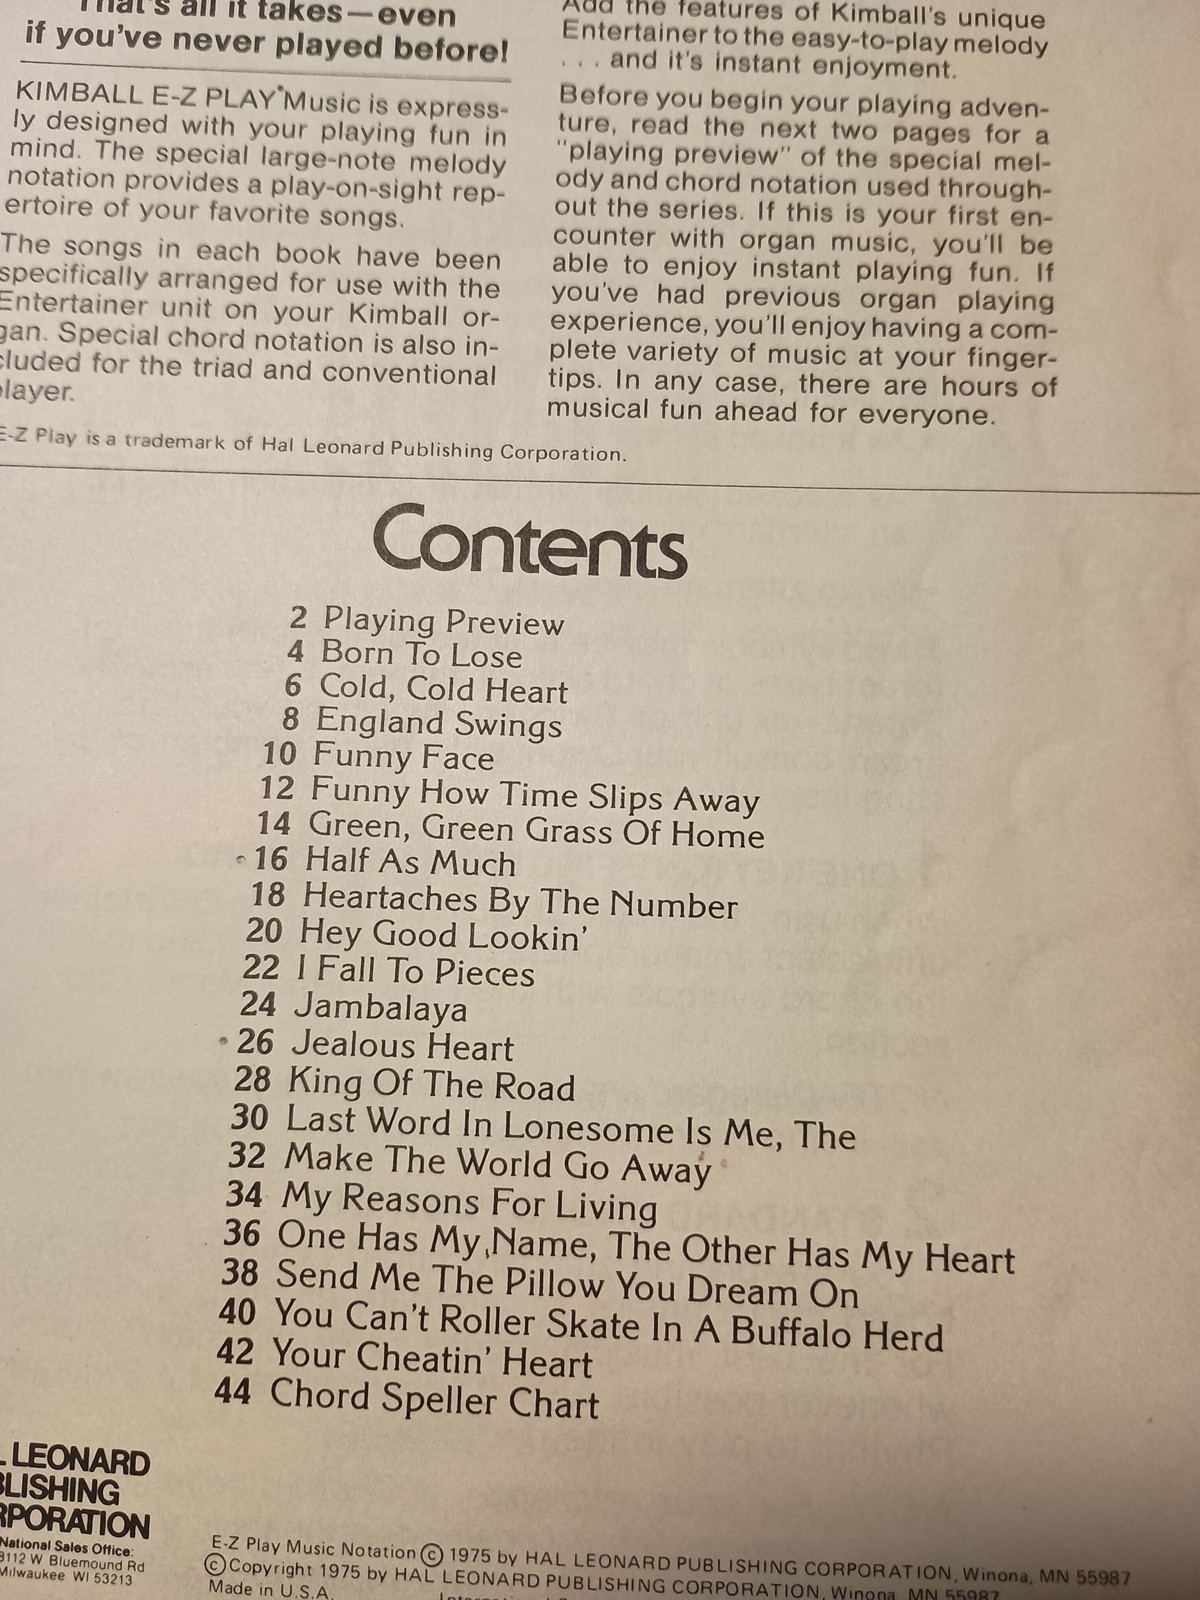 That's all it takes—even
if you've never played before!
KIMBALL E-Z PLAY* Music is express-
ly designed with your playing fun in
mind. The special large-note melody
notation provides a play-on-sight rep-
ertoire of your favorite songs.
The songs in each book have been
specifically arranged for use with the
Entertainer unit on your Kimball or-
gan. Special chord notation is also in-
cluded for the triad and conventional
player.
Add the features of Kimball's unique
Entertainer to the easy-to-play melody
. . . and it's instant enjoyment.
Before you begin your playing adven-
ture, read the next two pages for a
"playing preview" of the special mel-
ody and chord notation used through-
out the series. If this is your first en-
counter with organ music, you'll be
able to enjoy instant playing fun. If
you've had previous organ playing
experience, you'll enjoy having a com-
plete variety of music at your finger-
tips. In any case, there are hours of
musical fun ahead for everyone.
E-Z Play is a trademark of Hal Leonard Publishing Corporation.
Contents
2 Playing Preview
4 Born To Lose
6 Cold, Cold Heart
8 England Swings
10 Funny Face
12 Funny How Time Slips Away
14 Green, Green Grass Of Home
16 Half As Much
18 Heartaches By The Number
20 Hey Good Lookin'
22 I Fall To Pieces
24 Jambalaya
26 Jealous Heart
28 King Of The Road
30 Last Word In Lonesome Is Me, The
32 Make The World Go Away
34 My Reasons For Living
36 One Has My Name, The Other Has My Heart
38 Send Me The Pillow You Dream On
40 You Can't Roller Skate In A Buffalo Herd
42 Your Cheatin' Heart
44 Chord Speller Chart
L LEONARD
BLISHING
RPORATION
National Sales Office:
8112 W Bluemound Rd
Milwaukee WI 53213
E-Z Play Music Notation © 1975 by HAL LEONARD PUBLISHING CORPORATION, Winona, MN 55987
© Copyright 1975 by HAL LEONARD PUBLISHING CORPORATION, Winona, MN 55987
Made in U.S.A.